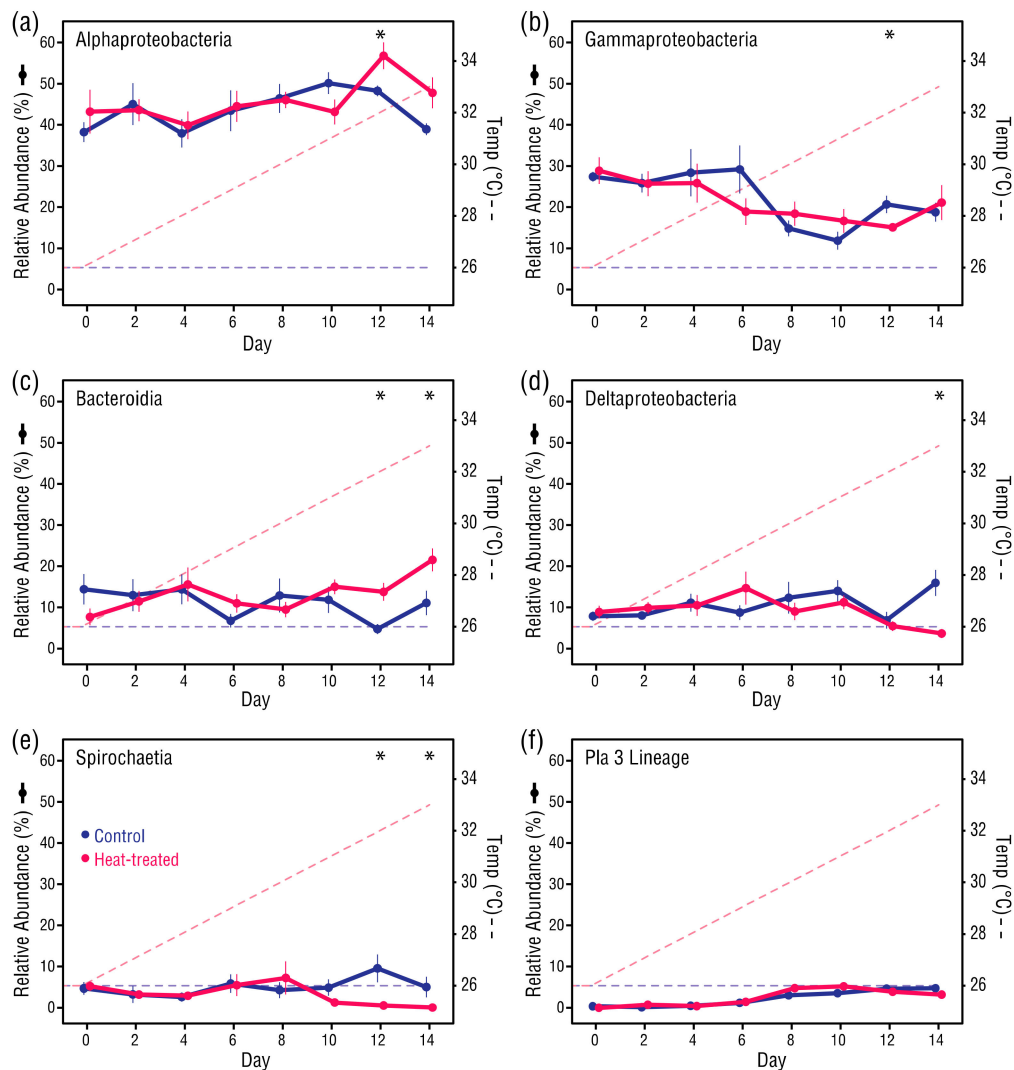 (a)
Alphaproteobacteria
*
Relative Abundance (%)
60
50
40
30
20
10
0
34
32
30
28
26
Temp (°C) - -
0 2 4 6 8 10 12 14
Day
(b)
Gammaproteobacteria
*
Relative Abundance (%)
60
50
40
30
20
10
0
34
32
30
28
26
Temp (°C) - -
0 2 4 6 8 10 12 14
Day
(c)
Bacteroidia
* *
Relative Abundance (%)
60
50
40
30
20
10
0
34
32
30
28
26
Temp (°C) - -
0 2 4 6 8 10 12 14
Day
(d)
Deltaproteobacteria
*
Relative Abundance (%)
60
50
40
30
20
10
0
34
32
30
28
26
Temp (°C) - -
0 2 4 6 8 10 12 14
Day
(e)
Spirochaetia
* *
Control
Heat-treated
Relative Abundance (%)
60
50
40
30
20
10
0
34
32
30
28
26
Temp (°C) - -
0 2 4 6 8 10 12 14
Day
(f)
Pla 3 Lineage
Relative Abundance (%)
60
50
40
30
20
10
0
34
32
30
28
26
Temp (°C) - -
0 2 4 6 8 10 12 14
Day